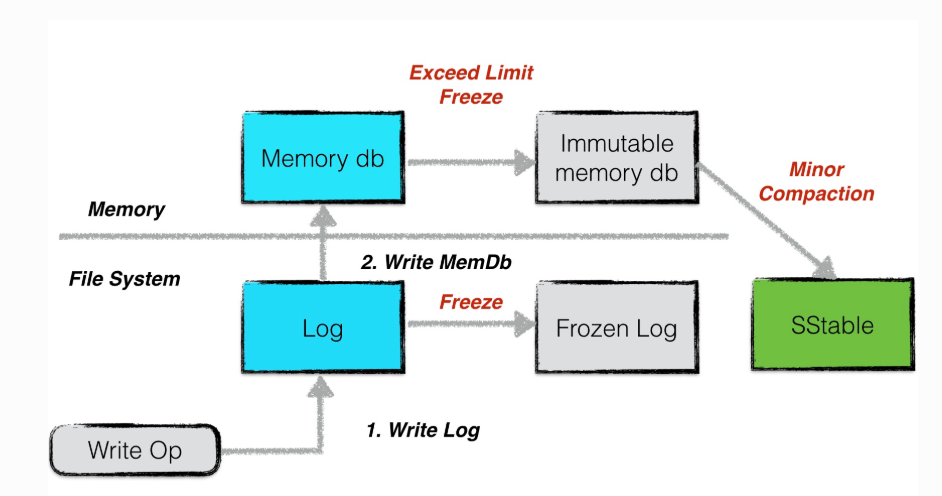 Exceed Limit
Freeze
Memory db
Immutable
memory db
Minor
Compaction
Memory
2. Write MemDb
File System
Freeze
Log
Frozen Log
SStable
1. Write Log
Write Op